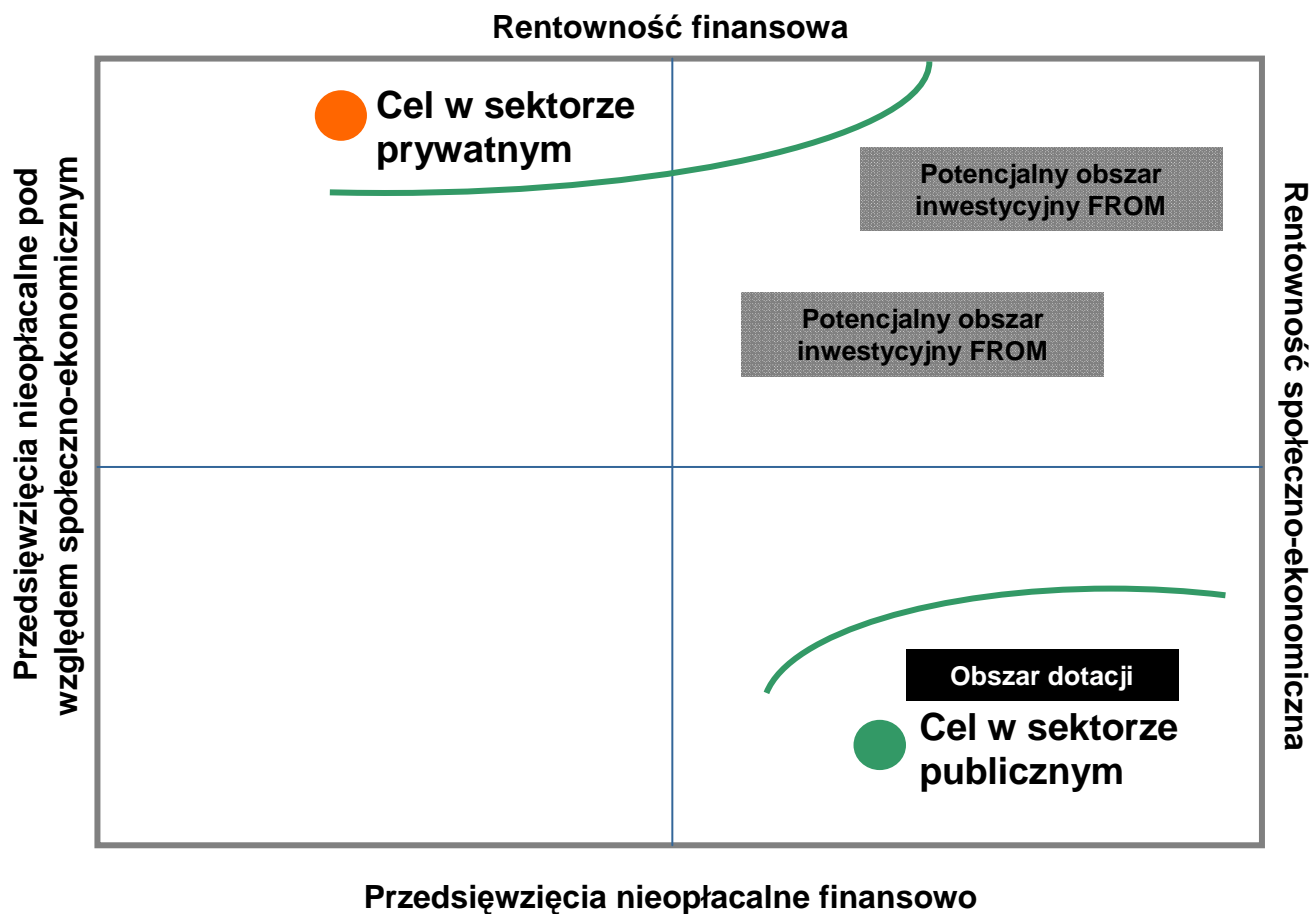 Rentowność finansowa
Cel w sektorze
prywatnym
Potencjalny obszar
inwestycyjny FROM
Potencjalny obszar
inwestycyjny FROM
Przedsięwzięcia nieopłacalne pod
względem społeczno-ekonomicznym
Rentowność społeczno-ekonomiczna
Obszar dotacji
Cel w sektorze
publicznym
Przedsięwzięcia nieopłacalne finansowo